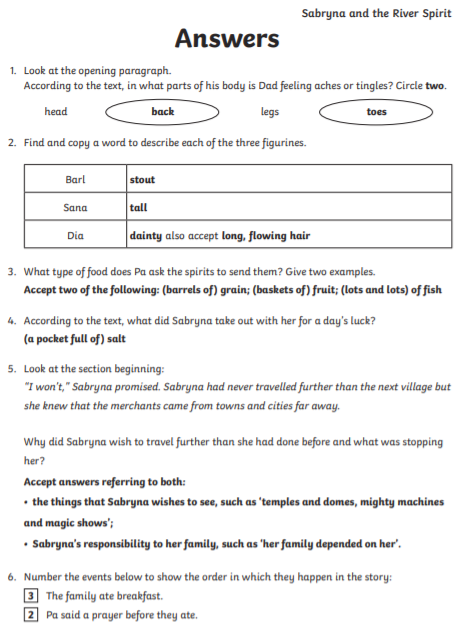 Sabryna and the River Spirit
Answers
1. Look at the opening paragraph.
According to the text, in what parts of his body is Dad feeling aches or tingles? Circle two.
head back legs toes
2. Find and copy a word to describe each of the three figurines.
Barl stout
Sana tall
Dia dainty also accept long, flowing hair
3. What type of food does Pa ask the spirits to send them? Give two examples.
Accept two of the following: (barrels of) grain; (baskets of) fruit; (lots and lots) of fish
4. According to the text, what did Sabryna take out with her for a day's luck?
(a pocket full of) salt
5. Look at the section beginning:
"I won't," Sabryna promised. Sabryna had never travelled further than the next village but
she knew that the merchants came from towns and cities far away.
Why did Sabryna wish to travel further than she had done before and what was stopping
her?
Accept answers referring to both:
• the things that Sabryna wishes to see, such as 'temples and domes, mighty machines
and magic shows';
• Sabryna's responsibility to her family, such as 'her family depended on her'.
6. Number the events below to show the order in which they happen in the story:
3 The family ate breakfast.
2 Pa said a prayer before they ate.